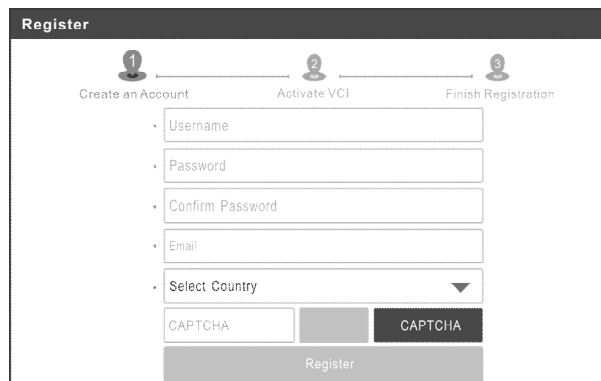 Register
1 2 3
Create an Account Activate VCI Finish Registration
Username
Password
Confirm Password
Email
Select Country
CAPTCHA CAPTCHA
Register